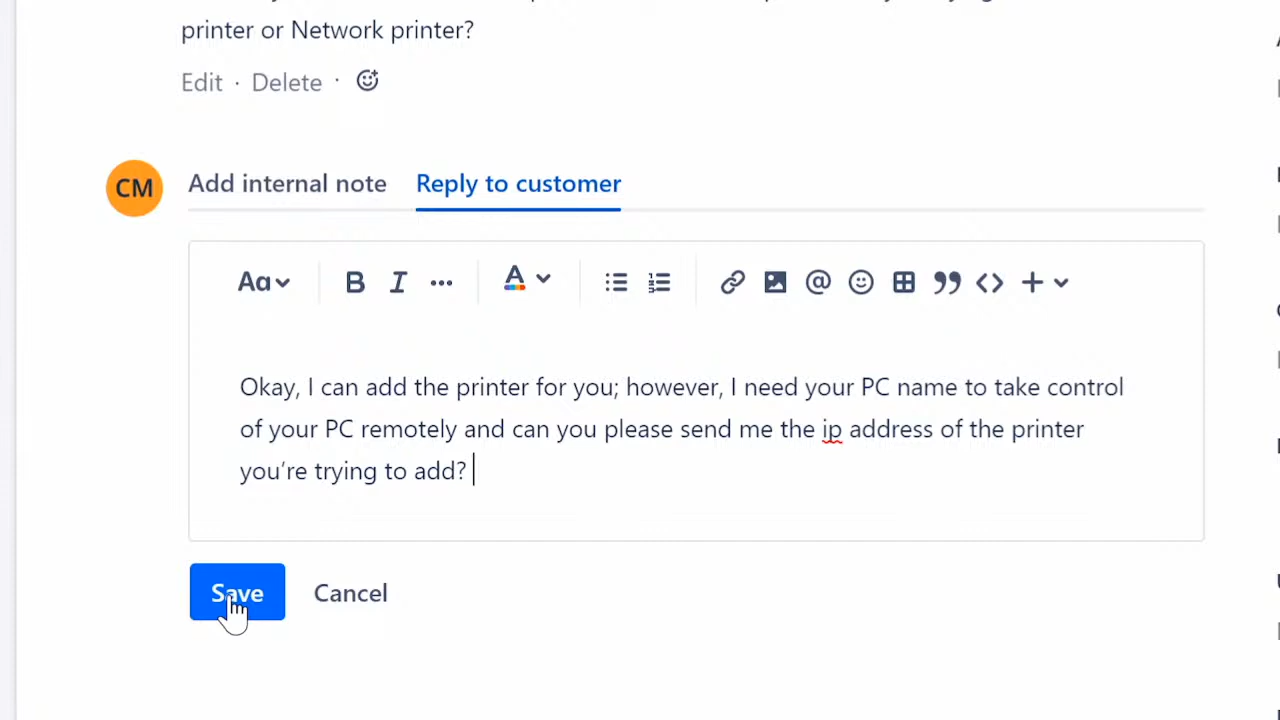 printer or Network printer?
Edit · Delete ·
CM
Add internal note Reply to customer
Aa B I ... A
Okay, I can add the printer for you; however, I need your PC name to take control
of your PC remotely and can you please send me the ip address of the printer
you're trying to add?
Save Cancel